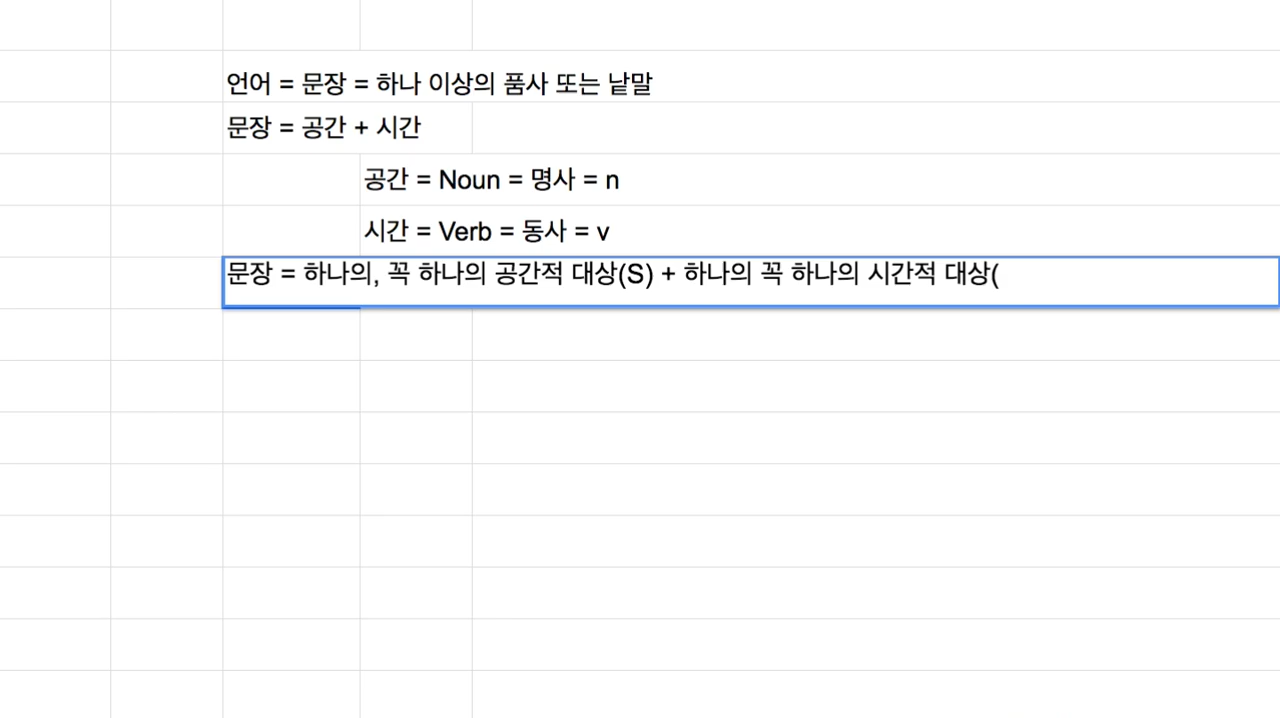 언어 = 문장 = 하나 이상의 품사 또는 낱말
문장 = 공간 + 시간
공간 = Noun = 명사 = n
시간 = Verb = 동사 = v
문장 = 하나의, 꼭 하나의 공간적 대상(S) + 하나의 꼭 하나의 시간적 대상(